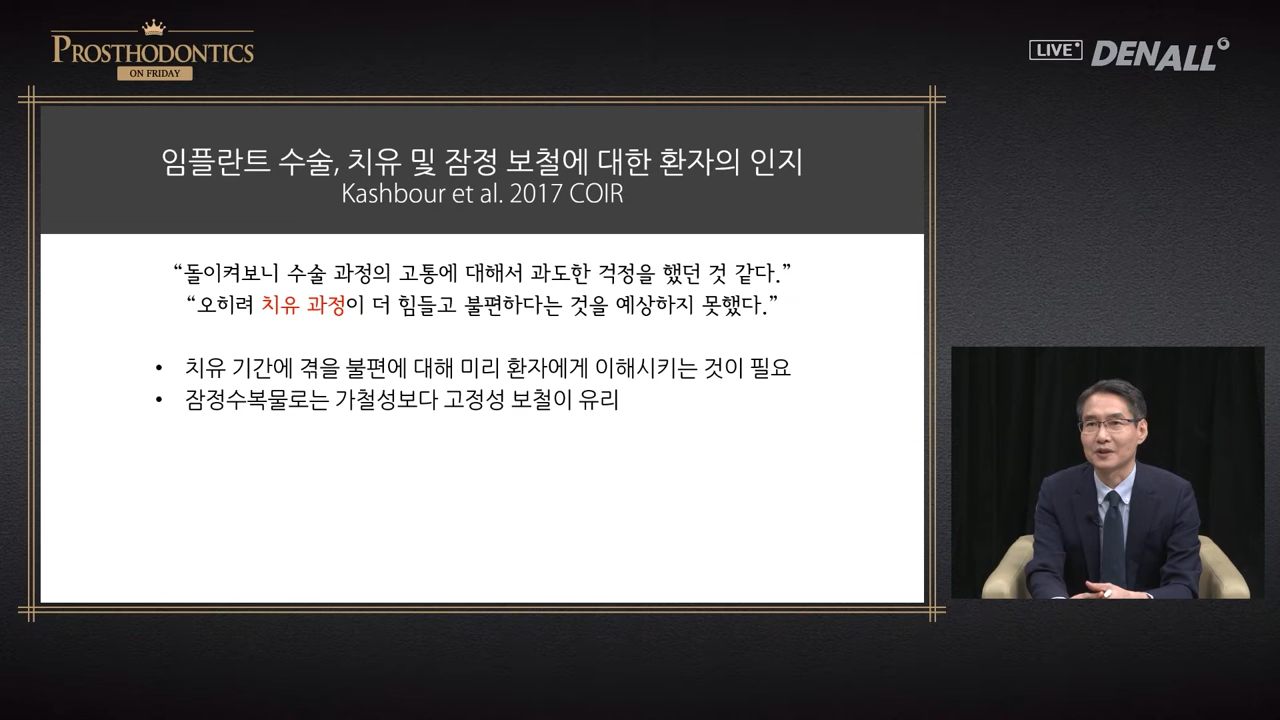 PROSTHODONTICS
ON FRIDAY
LIVE
DENALL
임플란트 수술, 치유 및 잠정 보철에 대한 환자의 인지
Kashbour et al. 2017 COIR
“돌이켜보니 수술 과정의 고통에 대해서 과도한 걱정을 했던 것 같다.”
“오히려 치유 과정이 더 힘들고 불편하다는 것을 예상하지 못했다.”
• 치유 기간에 겪을 불편에 대해 미리 환자에게 이해시키는 것이 필요
• 잠정수복물로는 가철성보다 고정성 보철이 유리